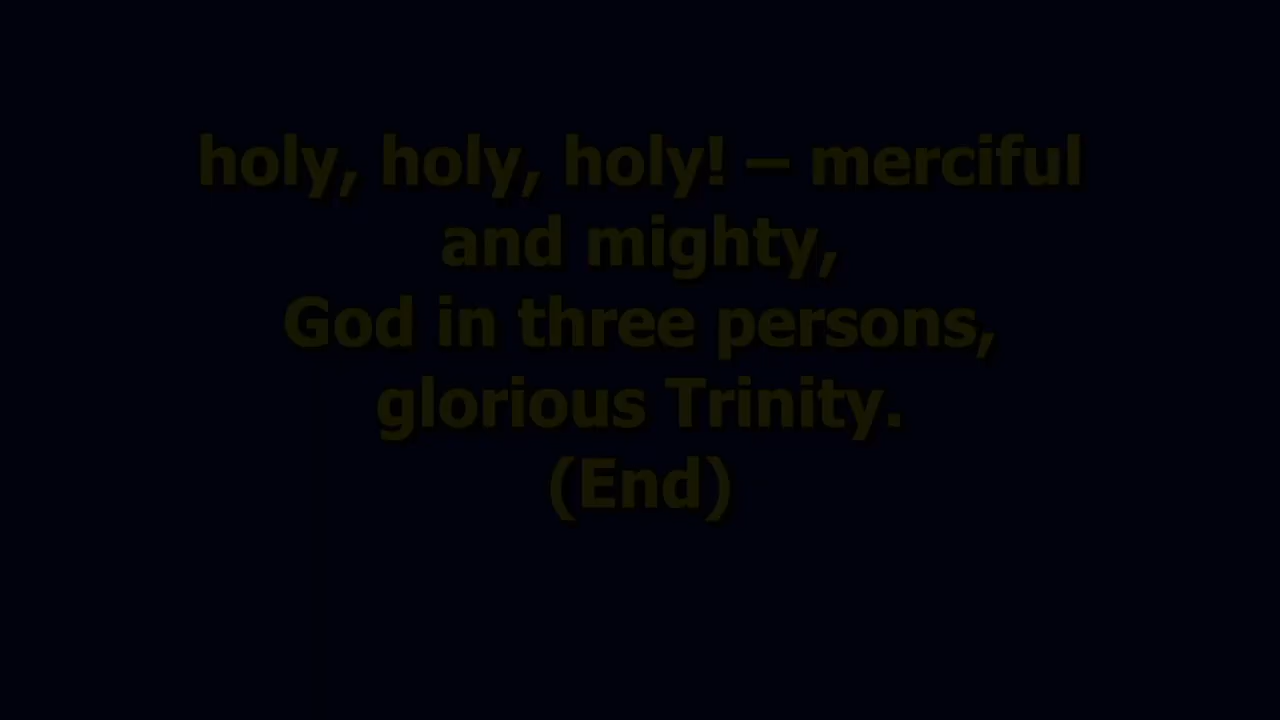 holy, holy, holy! – merciful
and mighty,
God in three persons,
glorious Trinity.
(End)